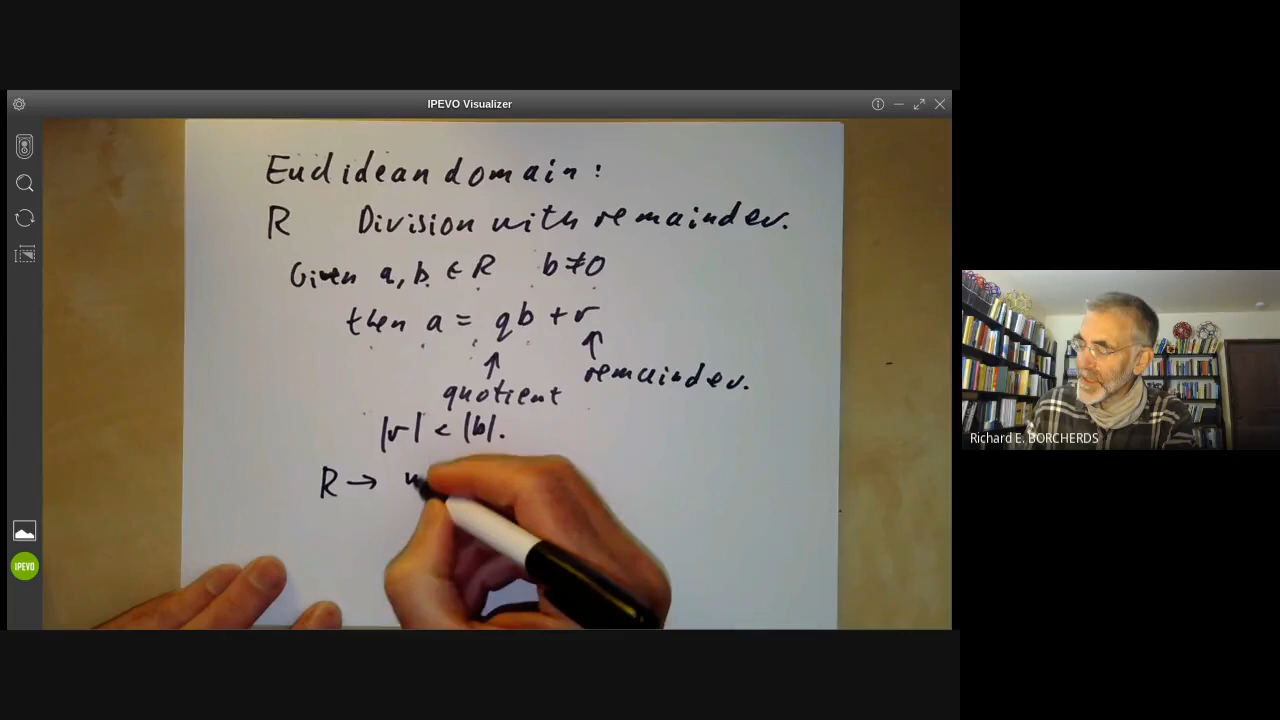 IPEVO Visualizer
Euclidean domain:
R Division with remainder.
Given a, b ∈ R b ≠ 0
then a = qb + r
↑ ↑
quotient remainder.
|r| < |b|.
R →
IPEVO
Richard E. BORCHERDS